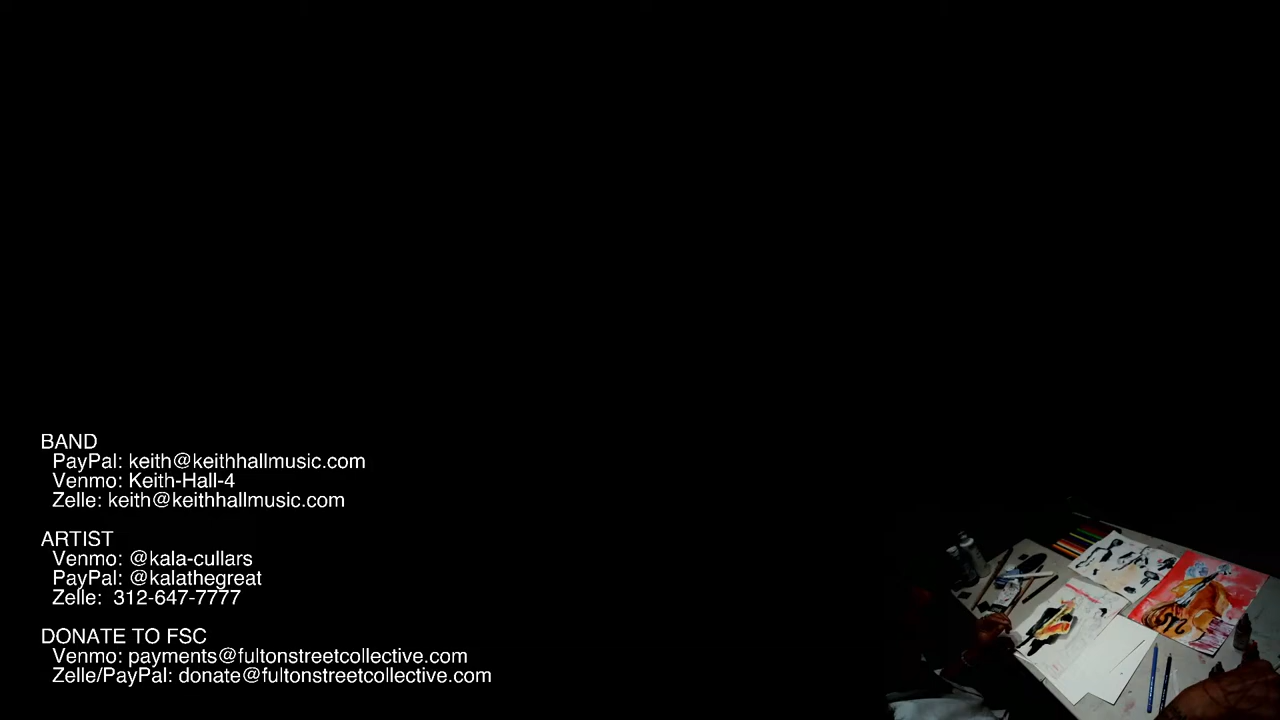 BAND
PayPal: keith@keithhallmusic.com
Venmo: Keith-Hall-4
Zelle: keith@keithhallmusic.com
ARTIST
Venmo: @kala-cullars
PayPal: @kalathegreat
Zelle: 312-647-7777
DONATE TO FSC
Venmo: payments@fultonstreetcollective.com
Zelle/PayPal: donate@fultonstreetcollective.com